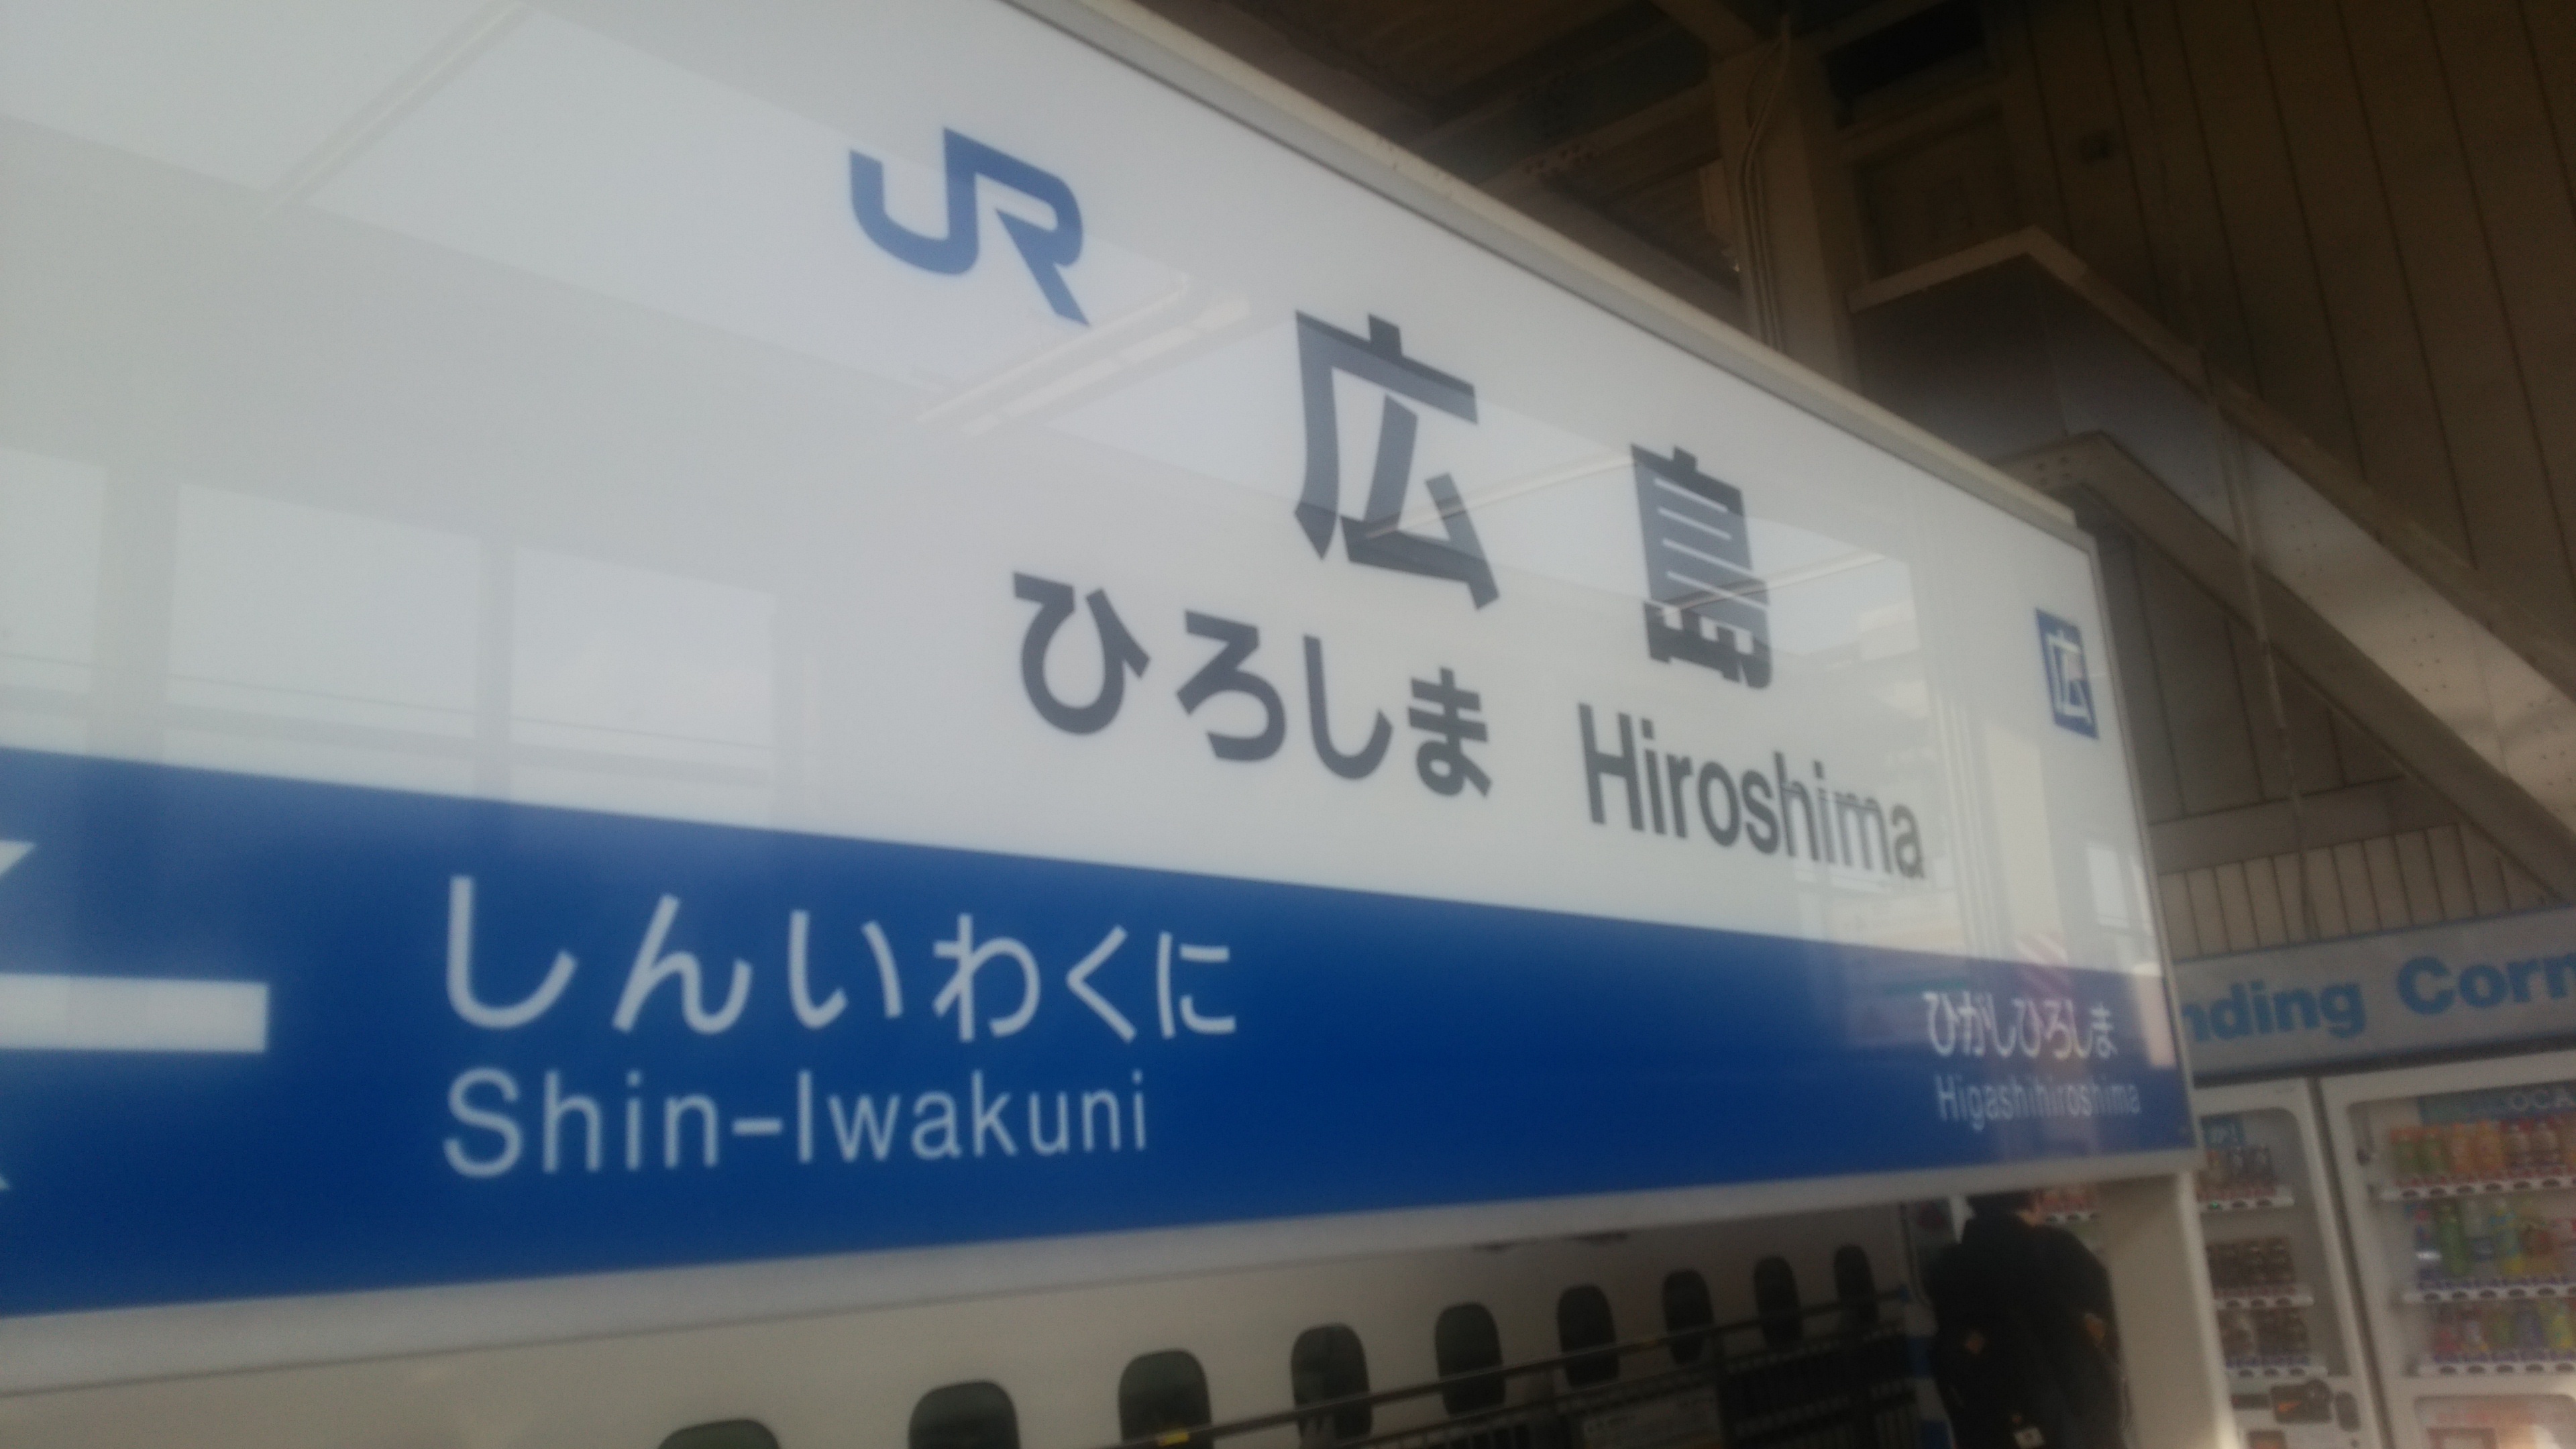 JR
広島
広
ひろしま Hiroshima
しんいわくに
Shin-Iwakuni
ひがしひろしま
Higashihiroshima
nding Corn